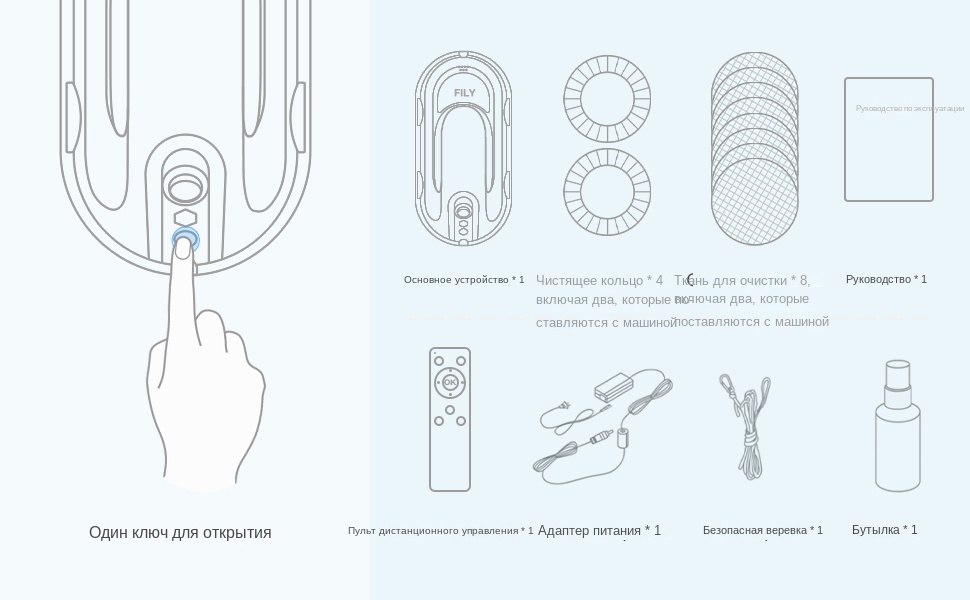 FILY
Руководство по эксплуатации
Основное устройство * 1
Чистящее кольцо * 4
включая два, которые по-
ставляются с машиной
Ткань для очистки * 8,
включая два, которые
поставляются с машиной
Руководство * 1
OK
Один ключ для открытия
Пульт дистанционного управления * 1
Адаптер питания * 1
Безопасная веревка * 1
Бутылка * 1